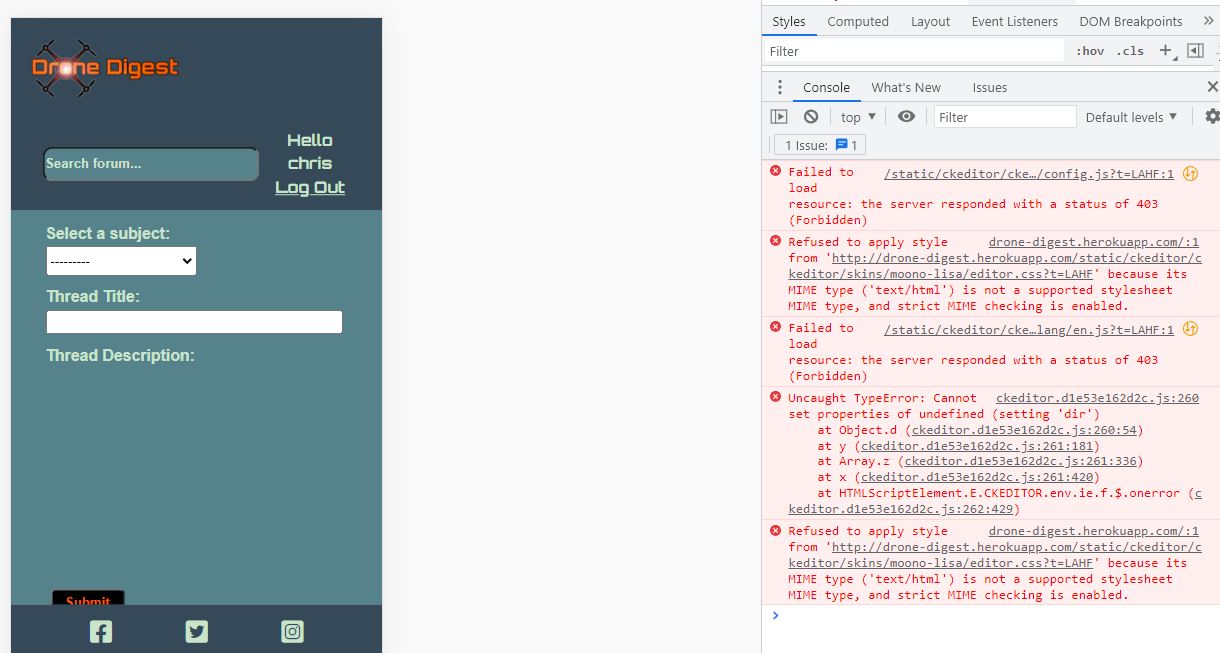 Drone Digest
Search forum...
Hello
chris
Log Out
Select a subject:
---------
Thread Title:
Thread Description:
Submit
Styles Computed Layout Event Listeners DOM Breakpoints »
Filter :hov .cls +
Console What's New Issues
top ▼ Filter Default levels ▼
1 Issue: 1
Failed to /static/ckeditor/cke…/config.js?t=LAHF:1
load
resource: the server responded with a status of 403
(Forbidden)
Refused to apply style drone-digest.herokuapp.com/:1
from 'http://drone-digest.herokuapp.com/static/ckeditor/c
keditor/skins/moono-lisa/editor.css?t=LAHF' because its
MIME type ('text/html') is not a supported stylesheet
MIME type, and strict MIME checking is enabled.
Failed to /static/ckeditor/cke…lang/en.js?t=LAHF:1
load
resource: the server responded with a status of 403
(Forbidden)
Uncaught TypeError: Cannot ckeditor.d1e53e162d2c.js:260
set properties of undefined (setting 'dir')
at Object.d (ckeditor.d1e53e162d2c.js:260:54)
at y (ckeditor.d1e53e162d2c.js:261:181)
at Array.z (ckeditor.d1e53e162d2c.js:261:336)
at x (ckeditor.d1e53e162d2c.js:261:420)
at HTMLScriptElement.E.CKEDITOR.env.ie.f.$.onerror (c
keditor.d1e53e162d2c.js:262:429)
Refused to apply style drone-digest.herokuapp.com/:1
from 'http://drone-digest.herokuapp.com/static/ckeditor/c
keditor/skins/moono-lisa/editor.css?t=LAHF' because its
MIME type ('text/html') is not a supported stylesheet
MIME type, and strict MIME checking is enabled.
>